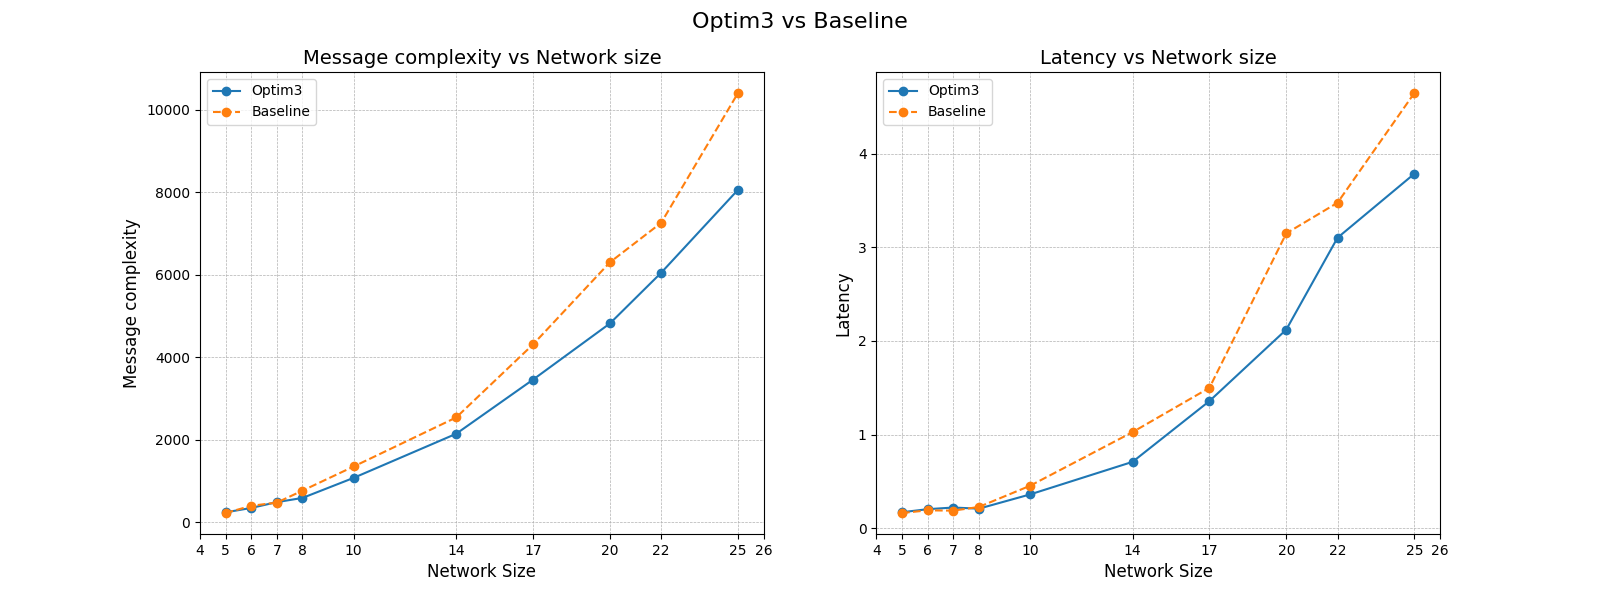 Optim3 vs Baseline
Message complexity vs Network size
Optim3
Baseline
10000
8000
6000
4000
2000
0
Message complexity
4 5 6 7 8 10 14 17 20 22 25 26
Network Size
Latency vs Network size
Optim3
Baseline
4
3
2
1
0
Latency
4 5 6 7 8 10 14 17 20 22 25 26
Network Size